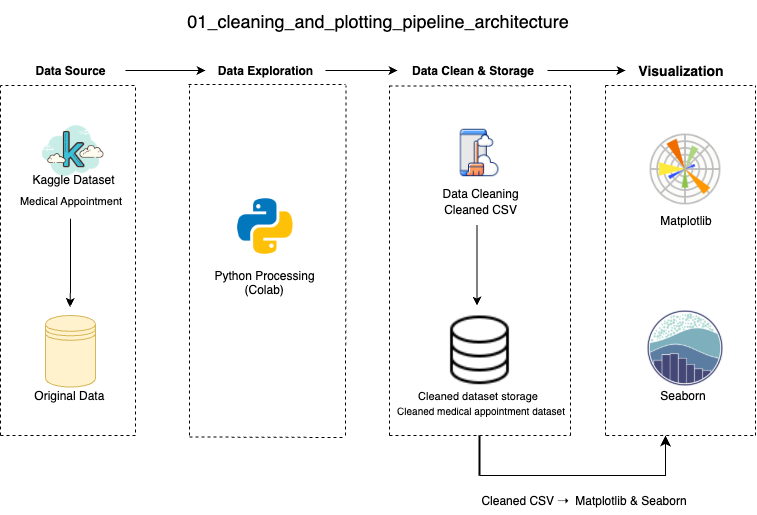 01_cleaning_and_plotting_pipeline_architecture
Data Source
Data Exploration
Data Clean & Storage
Visualization
k
Kaggle Dataset
Medical Appointment
Original Data
Python Processing
(Colab)
Data Cleaning
Cleaned CSV
Cleaned dataset storage
Cleaned medical appointment dataset
Matplotlib
Seaborn
Cleaned CSV → Matplotlib & Seaborn